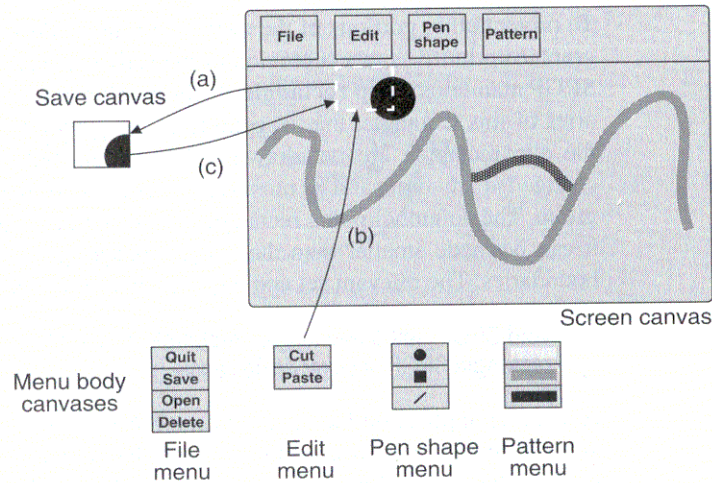 File
Edit
Pen
shape
Pattern
(a)
Save canvas
(c)
(b)
Screen canvas
Menu body
canvases
Quit
Save
Open
Delete
Cut
Paste
File
menu
Edit
menu
Pen shape
menu
Pattern
menu